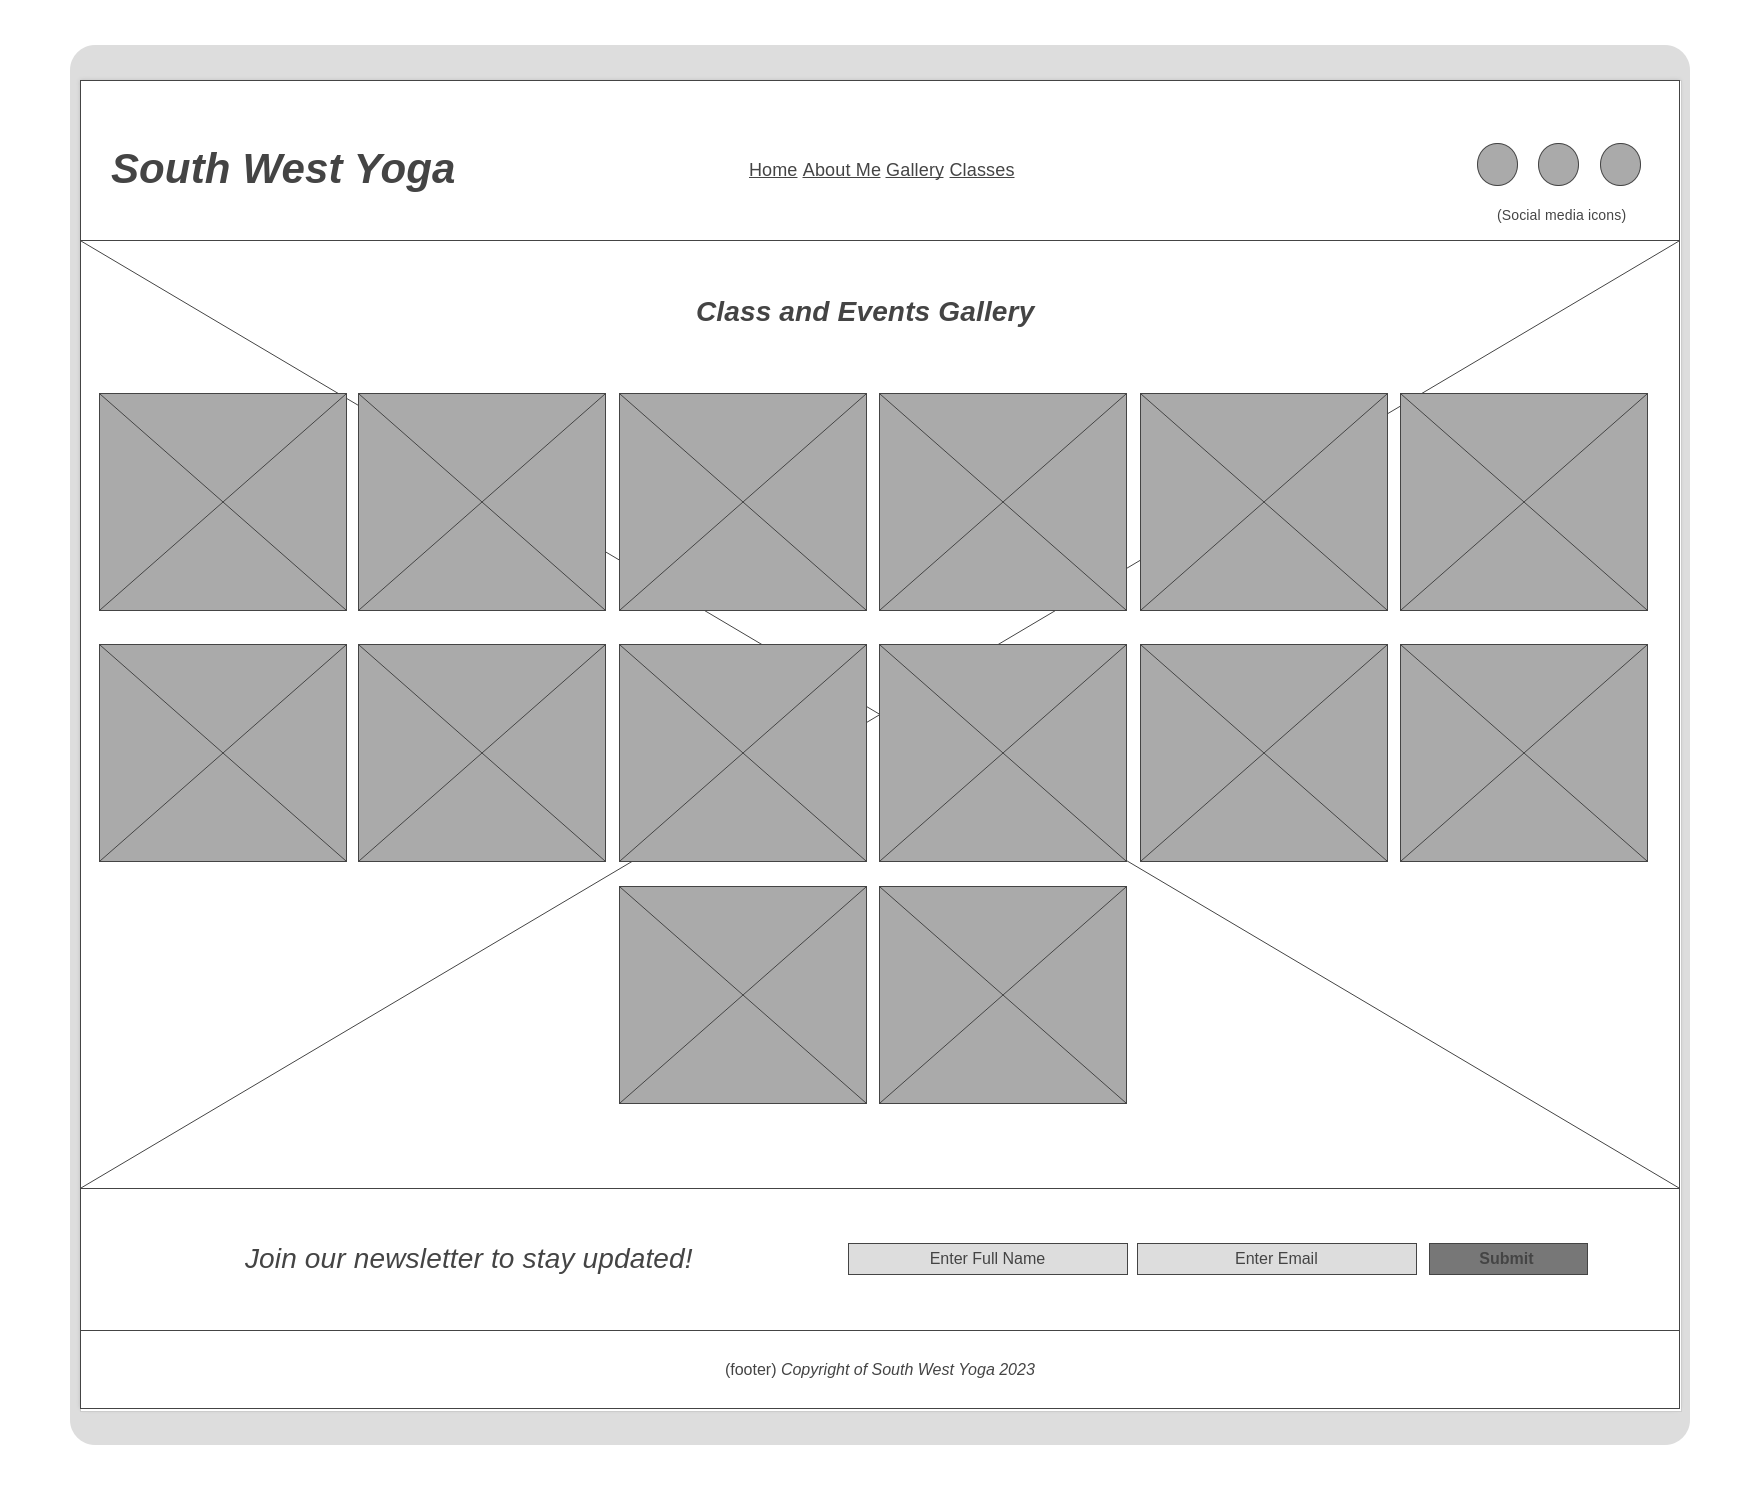 South West Yoga
Home About Me Gallery Classes
(Social media icons)
Class and Events Gallery
Join our newsletter to stay updated!
Enter Full Name
Enter Email
Submit
(footer) Copyright of South West Yoga 2023